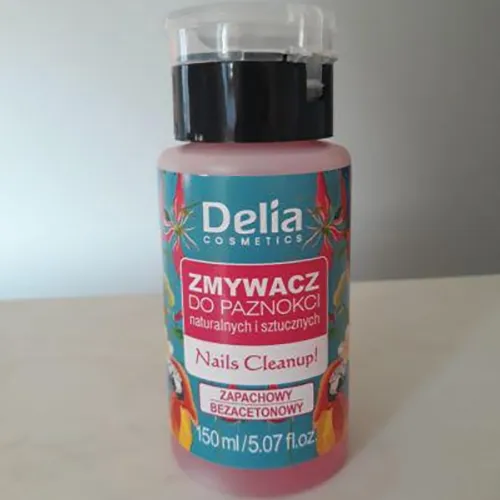 Delia
COSMETICS
ZMYWACZ
DO PAZNOKCI
naturalnych i sztucznych
Nails Cleanup!
ZAPACHOWY
BEZACETONOWY
150 ml/5.07 fl.oz.